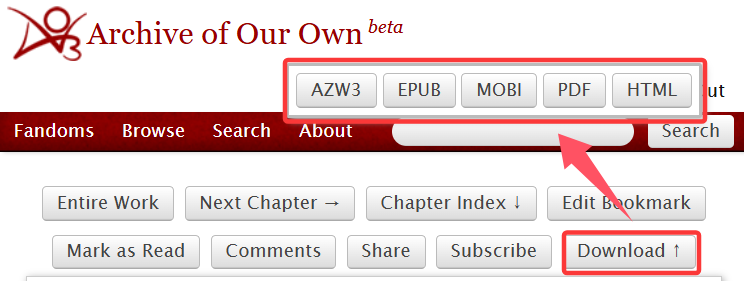 Archive of Our Own beta
AZW3 EPUB MOBI PDF HTML
Fandoms Browse Search About Search
Entire Work Next Chapter → Chapter Index ↓ Edit Bookmark
Mark as Read Comments Share Subscribe Download ↑